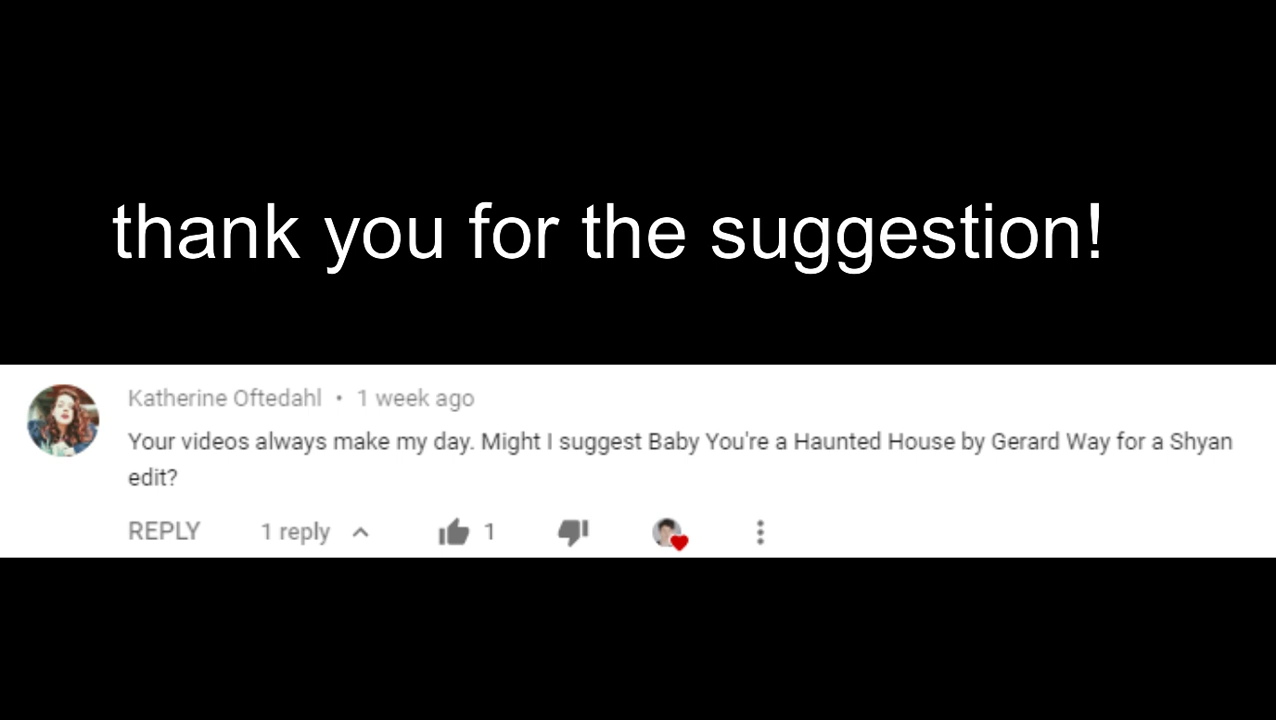 thank you for the suggestion!
Katherine Oftedahl • 1 week ago
Your videos always make my day. Might I suggest Baby You're a Haunted House by Gerard Way for a Shyan
edit?
REPLY 1 reply 1